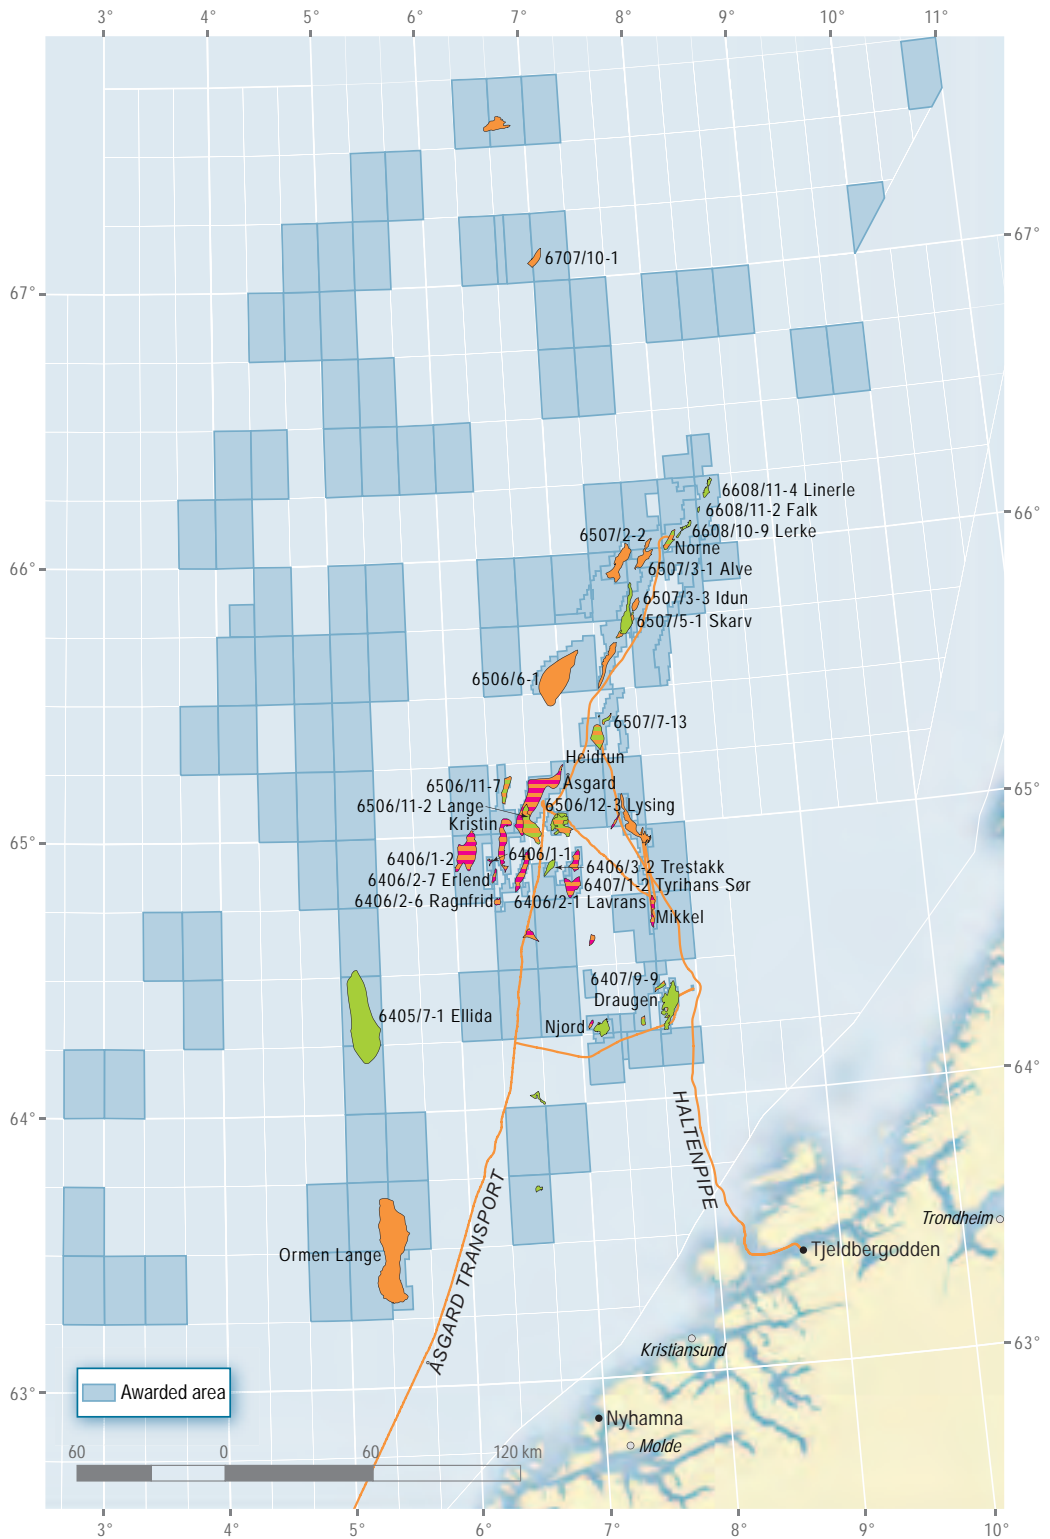 3° 4° 5° 6° 7° 8° 9° 10° 11°
6707/10-1
67°
67°
6608/11-4 Linerle
6608/11-2 Falk
66°
6608/10-9 Lerke
6507/2-2
Norne
66°
6507/3-1 Alve
6507/3-3 Idun
6507/5-1 Skarv
6506/6-1
6507/7-13
Heidrun
Åsgard
6506/11-7
65°
6506/11-2 Lange
6506/12-3 Lysing
Kristin
65°
6406/1-2
6406/1-1
6406/3-2 Trestakk
6406/2-7 Erlend
6407/1-2 Tyrihans Sør
6406/2-6 Ragnfrid
6406/2-1 Lavrans
Mikkel
6407/9-9
Draugen
6405/7-1 Ellida
Njord
64°
64°
HALTENPIPE
ÅSGARD TRANSPORT
Trondheim
Tjeldbergodden
Ormen Lange
63°
Kristiansund
63°
Awarded area
Nyhamna
Molde
60 0 60 120 km
3° 4° 5° 6° 7° 8° 9° 10°